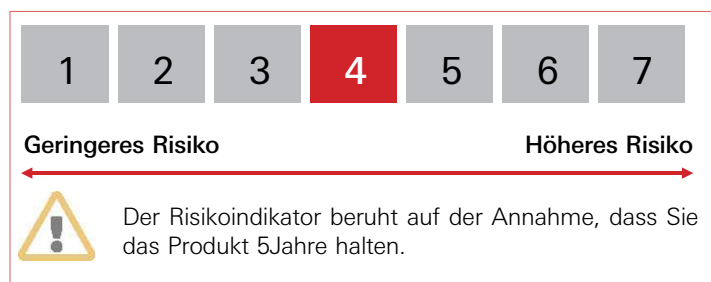 1 2 3 4 5 6 7
Geringeres Risiko Höheres Risiko
Der Risikoindikator beruht auf der Annahme, dass Sie
das Produkt 5Jahre halten.